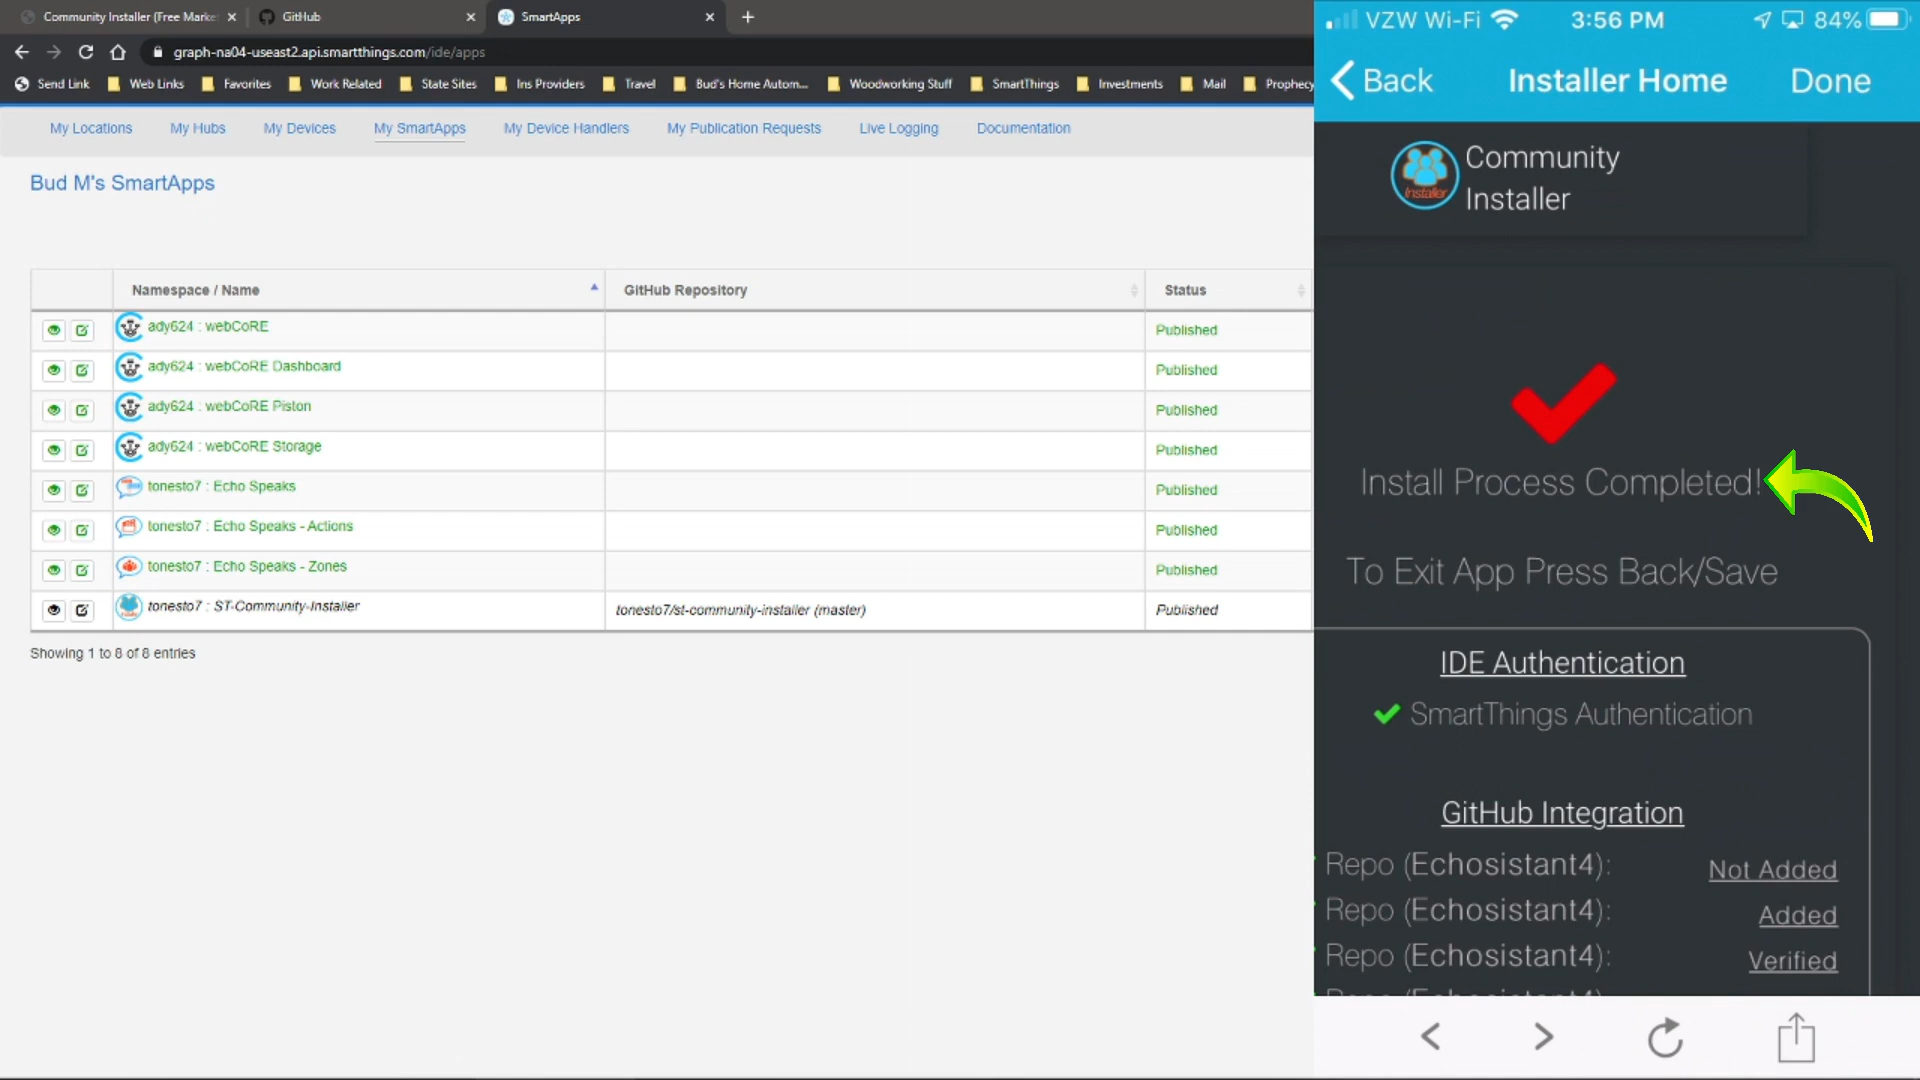 Community Installer (Free Marke
GitHub
SmartApps
graph-na04-useast2.api.smartthings.com/ide/apps
Send Link
Web Links
Favorites
Work Related
State Sites
Ins Providers
Travel
Bud's Home Autom...
Woodworking Stuff
SmartThings
Investments
Mail
Prophecy
My Locations
My Hubs
My Devices
My SmartApps
My Device Handlers
My Publication Requests
Live Logging
Documentation
Bud M's SmartApps
Namespace / Name
GitHub Repository
Status
ady624 : webCoRE
Published
ady624 : webCoRE Dashboard
Published
ady624 : webCoRE Piston
Published
ady624 : webCoRE Storage
Published
tonesto7 : Echo Speaks
Published
tonesto7 : Echo Speaks - Actions
Published
tonesto7 : Echo Speaks - Zones
Published
tonesto7 : ST-Community-Installer
tonesto7/st-community-installer (master)
Published
Showing 1 to 8 of 8 entries
VZW Wi-Fi
3:56 PM
84%
Back
Installer Home
Done
Installer
Community
Installer
Install Process Completed!
To Exit App Press Back/Save
IDE Authentication
SmartThings Authentication
GitHub Integration
Repo (Echosistant4):
Not Added
Repo (Echosistant4):
Added
Repo (Echosistant4):
Verified